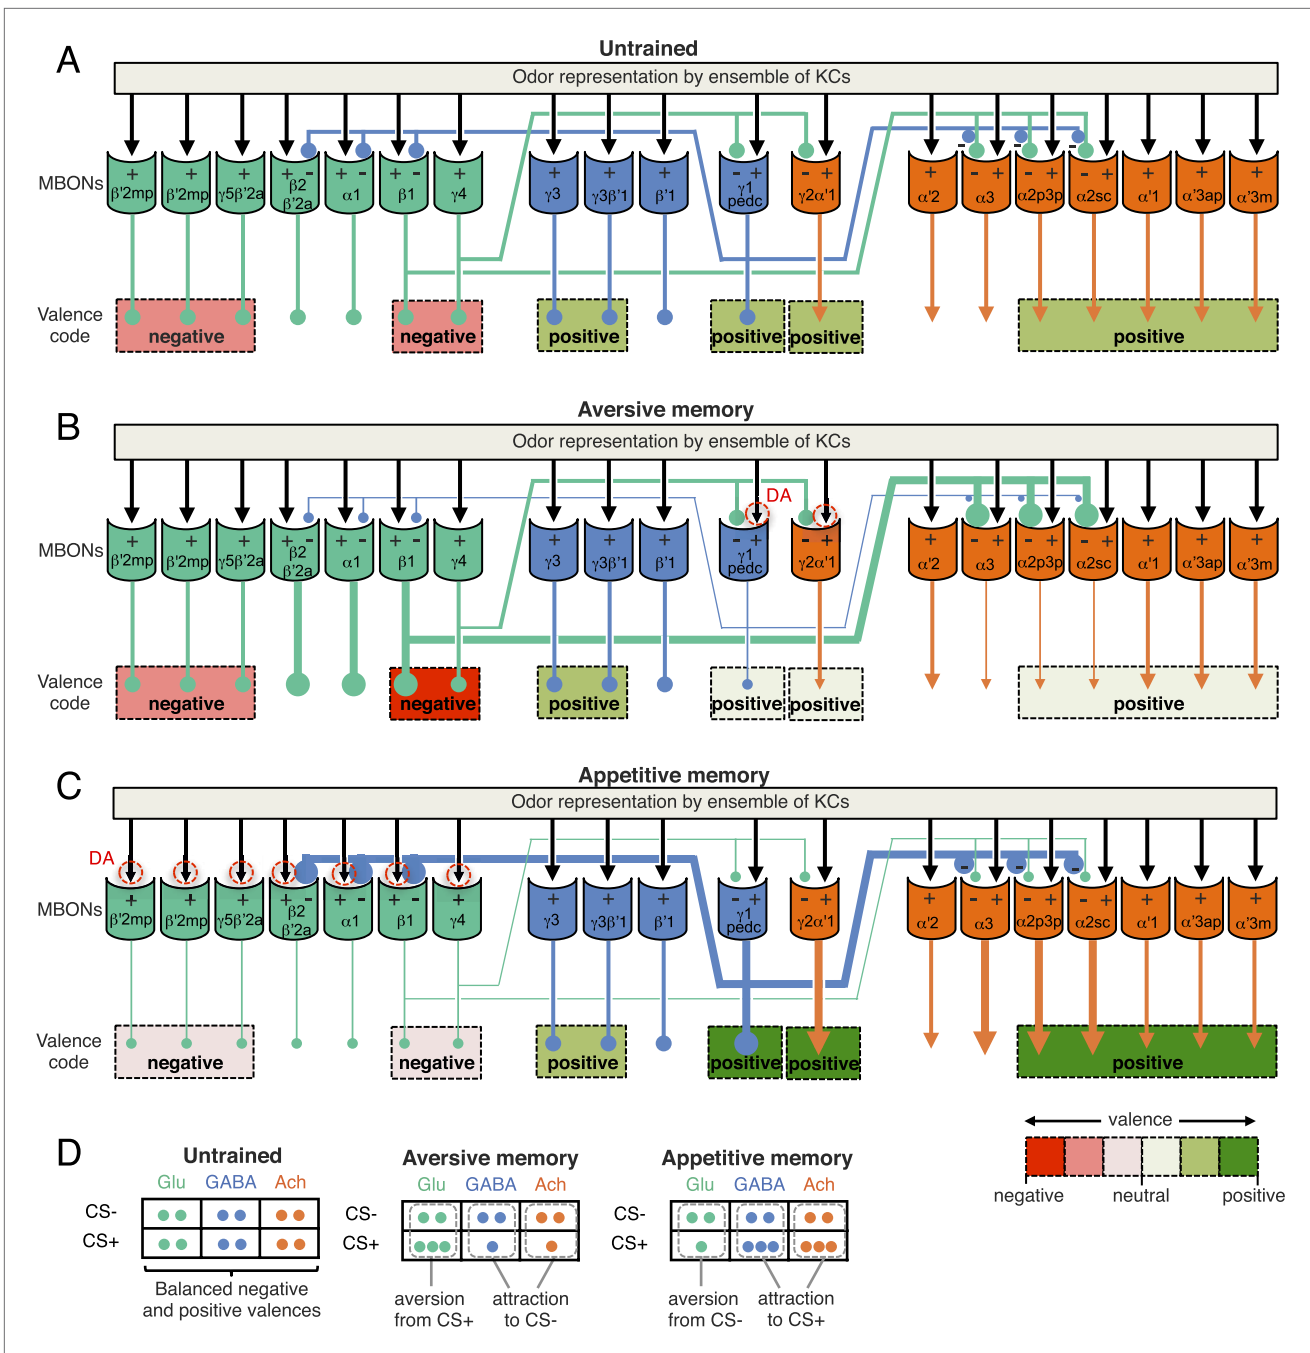 A
Untrained
Odor representation by ensemble of KCs
MBONs
+ + + + - + - + - + + + + - + - + + - + - + - + + + +
β'2mp β'2mp γ5β'2a β2 β'2a α1 β1 γ4 γ3 γ3β'1 β'1 γ1 pedc γ2α'1 α'2 α3 α2p3p α2sc α'1 α'3ap α'3m
- - -
Valence code
negative negative positive positive positive positive
B
Aversive memory
Odor representation by ensemble of KCs
DA
MBONs
+ + + + - + - + - + + + + - + - + + - + - + - + + + +
β'2mp β'2mp γ5β'2a β2 β'2a α1 β1 γ4 γ3 γ3β'1 β'1 γ1 pedc γ2α'1 α'2 α3 α2p3p α2sc α'1 α'3ap α'3m
Valence code
negative negative positive positive positive positive
C
Appetitive memory
Odor representation by ensemble of KCs
DA
- - -
MBONs
+ + + + - + - + - + + + + - + - + + - + - + - + + + +
β'2mp β'2mp γ5β'2a β2 β'2a α1 β1 γ4 γ3 γ3β'1 β'1 γ1 pedc γ2α'1 α'2 α3 α2p3p α2sc α'1 α'3ap α'3m
Valence code
negative negative positive positive positive positive
valence
negative neutral positive
D
Untrained
Glu GABA Ach
CS-
CS+
Balanced negative
and positive valences
Aversive memory
Glu GABA Ach
CS-
CS+
aversion
from CS+
attraction
to CS-
Appetitive memory
Glu GABA Ach
CS-
CS+
aversion
from CS-
attraction
to CS+